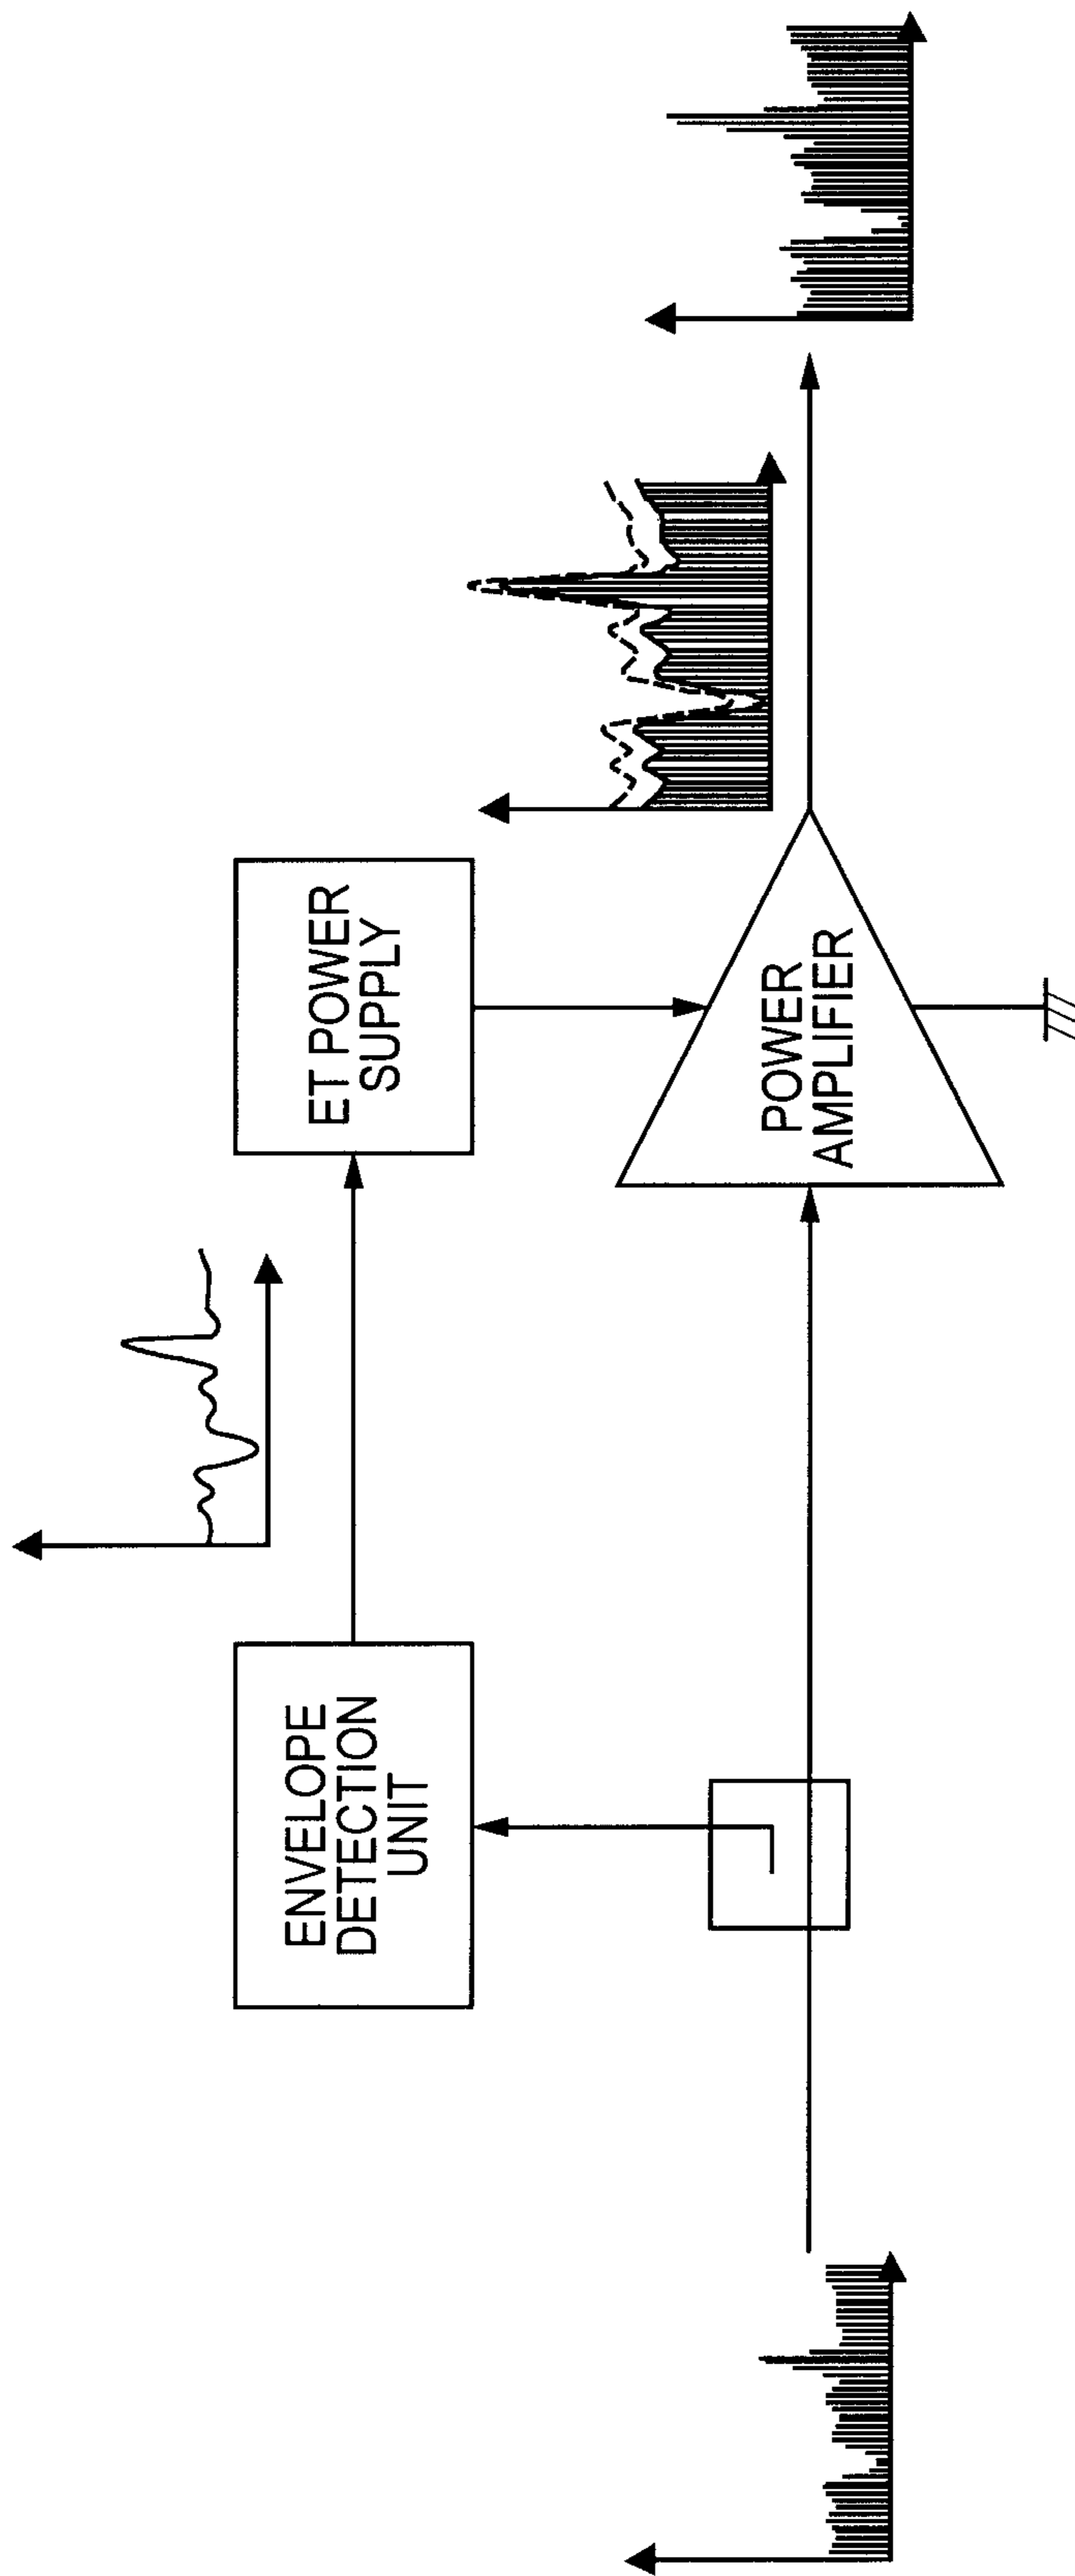 ENVELOPE
DETECTION
UNIT
ET POWER
SUPPLY
POWER
AMPLIFIER